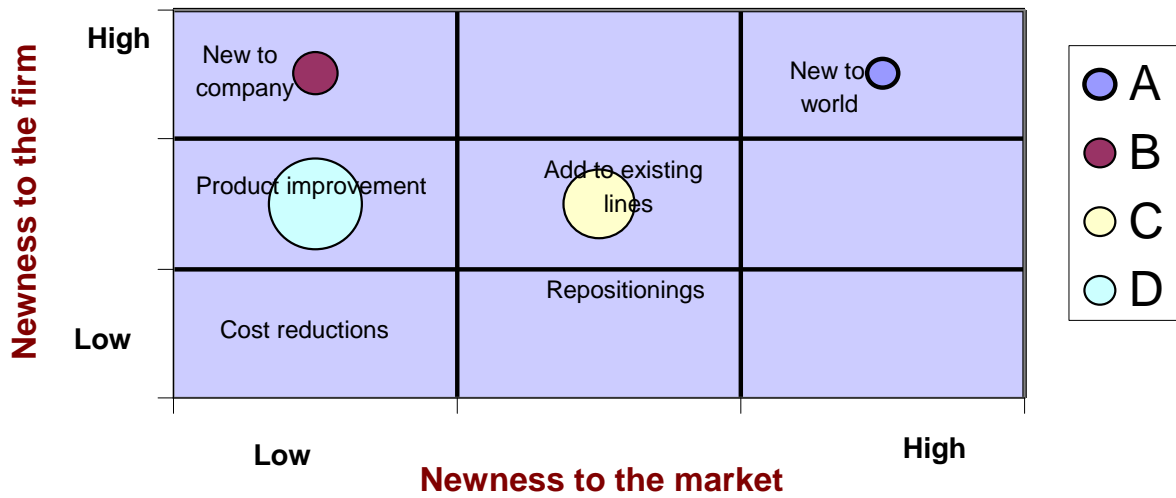 High
New to
company
New to
world
Newness to the firm
Product improvement
Add to existing
lines
Repositionings
Cost reductions
Low
Low
High
Newness to the market
A
B
C
D